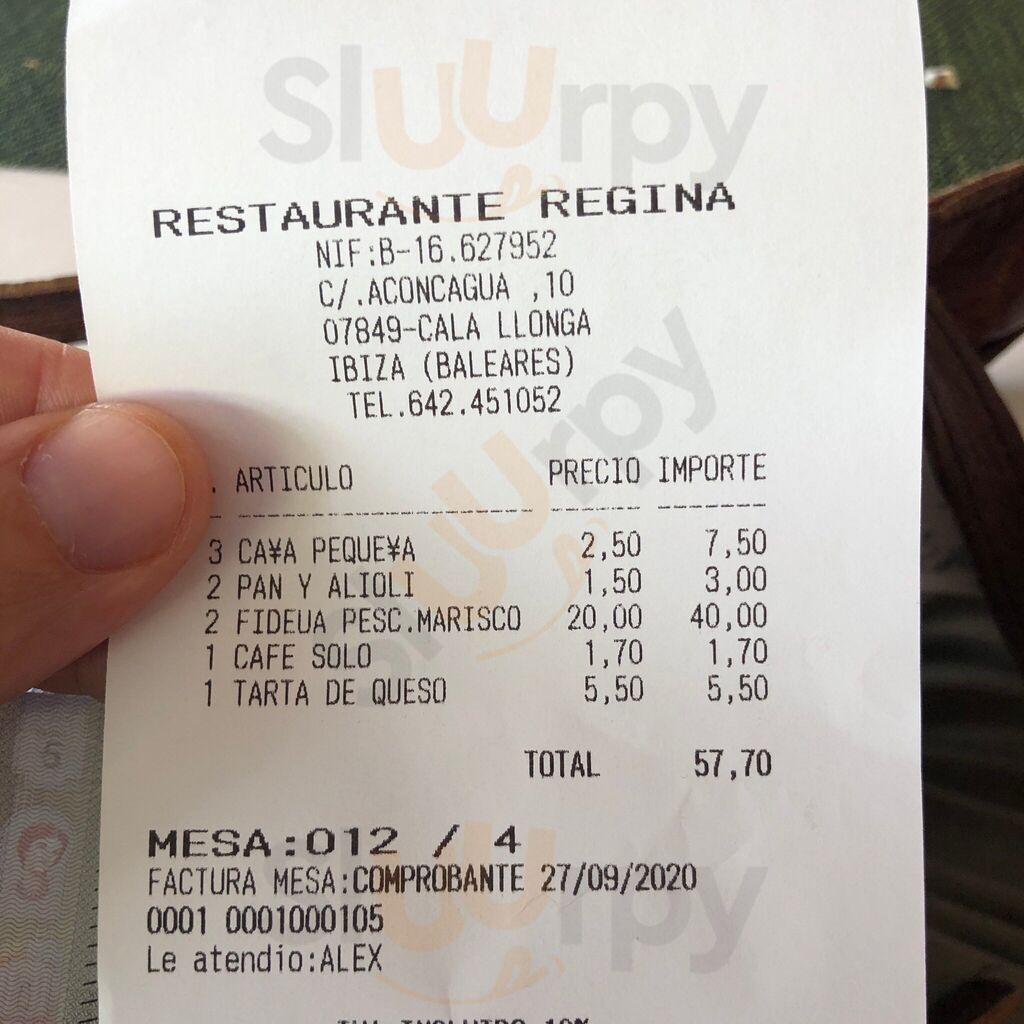 Sluurpy
RESTAURANTE REGINA
NIF:B-16.627952
C/.ACONCAGUA ,10
07849-CALA LLONGA
IBIZA (BALEARES)
TEL.642.451052
. ARTICULO PRECIO IMPORTE
3 CA¥A PEQUE¥A 2,50 7,50
2 PAN Y ALIOLI 1,50 3,00
2 FIDEUA PESC.MARISCO 20,00 40,00
1 CAFE SOLO 1,70 1,70
1 TARTA DE QUESO 5,50 5,50
TOTAL 57,70
MESA:012 / 4
FACTURA MESA:COMPROBANTE 27/09/2020
0001 0001000105
Le atendio:ALEX
Sluurpy
Sluurpy